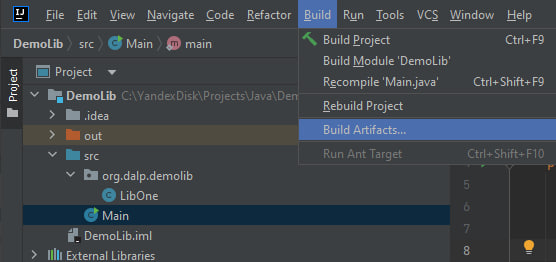 IJ File Edit View Navigate Code Refactor Build Run Tools VCS Window Help
DemoLib src Main main
Project
Project
DemoLib C:\YandexDisk\Projects\Java\De
.idea
out
src
org.dalp.demolib
LibOne
Main
DemoLib.iml
External Libraries
Build Project Ctrl+F9
Build Module 'DemoLib'
Recompile 'Main.java' Ctrl+Shift+F9
Rebuild Project
Build Artifacts...
Run Ant Target Ctrl+Shift+F10
5
6
7
8